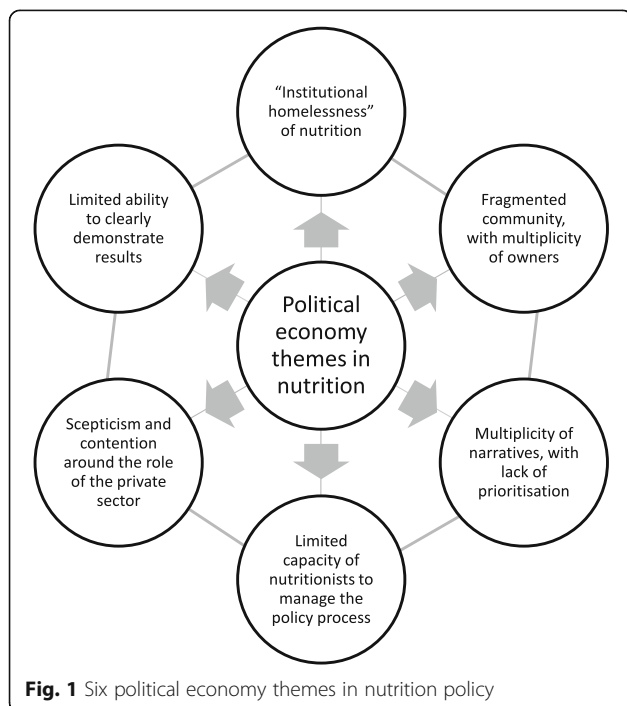 “Institutional
homelessness”
of nutrition
Limited ability
to clearly
demonstrate
results
Fragmented
community,
with multiplicity
of owners
Political
economy
themes in
nutrition
Scepticism and
contention
around the role
of the private
sector
Multiplicity of
narratives, with
lack of
prioritisation
Limited
capacity of
nutritionists to
manage the
policy process
Fig. 1 Six political economy themes in nutrition policy